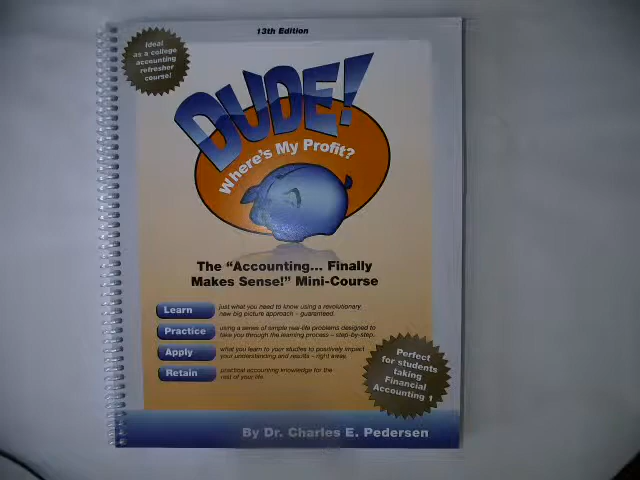 13th Edition
Ideal
as a college
accounting
refresher
course!
DUDE!
Where's My Profit?
The "Accounting... Finally
Makes Sense!" Mini-Course
Learn
just what you need to know using a revolutionary
new big picture approach – guaranteed.
Practice
using a series of simple real-life problems designed to
take you through the learning process – step-by-step.
Apply
what you learn to your studies to positively impact
your understanding and results – right away.
Retain
practical accounting knowledge for the
rest of your life.
Perfect
for students
taking
Financial
Accounting 1
By Dr. Charles E. Pedersen